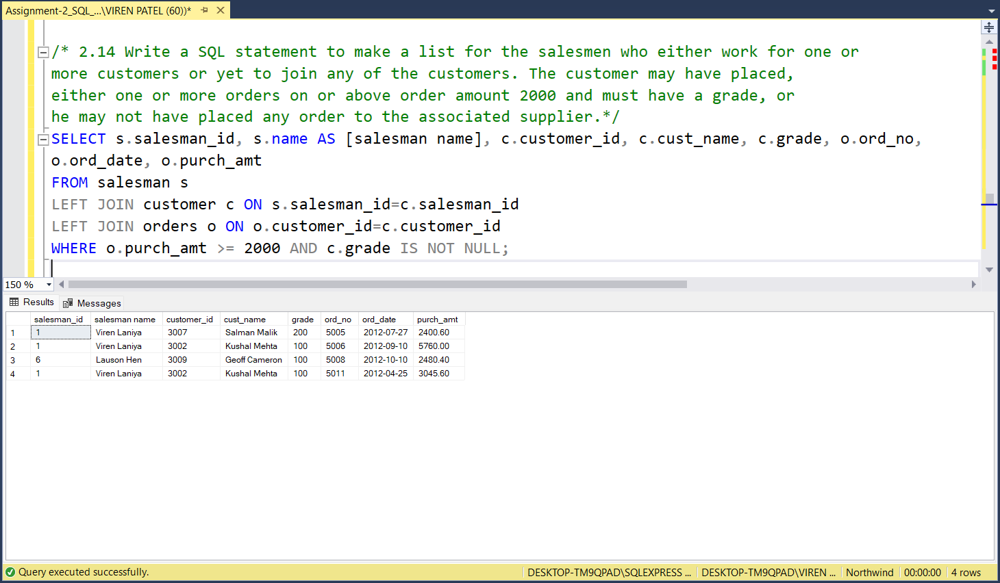 Assignment-2_SQL_...\VIREN PATEL (60))*
/* 2.14 Write a SQL statement to make a list for the salesmen who either work for one or
more customers or yet to join any of the customers. The customer may have placed,
either one or more orders on or above order amount 2000 and must have a grade, or
he may not have placed any order to the associated supplier.*/
SELECT s.salesman_id, s.name AS [salesman name], c.customer_id, c.cust_name, c.grade, o.ord_no,
o.ord_date, o.purch_amt
FROM salesman s
LEFT JOIN customer c ON s.salesman_id=c.salesman_id
LEFT JOIN orders o ON o.customer_id=c.customer_id
WHERE o.purch_amt >= 2000 AND c.grade IS NOT NULL;
150 %
Results Messages
salesman_id salesman name customer_id cust_name grade ord_no ord_date purch_amt
1 1 Viren Laniya 3007 Salman Malik 200 5005 2012-07-27 2400.60
2 1 Viren Laniya 3002 Kushal Mehta 100 5006 2012-09-10 5760.00
3 6 Lauson Hen 3009 Geoff Cameron 100 5008 2012-10-10 2480.40
4 1 Viren Laniya 3002 Kushal Mehta 100 5011 2012-04-25 3045.60
Query executed successfully. DESKTOP-TM9QPAD\SQLEXPRESS ... DESKTOP-TM9QPAD\VIREN ... Northwind 00:00:00 4 rows